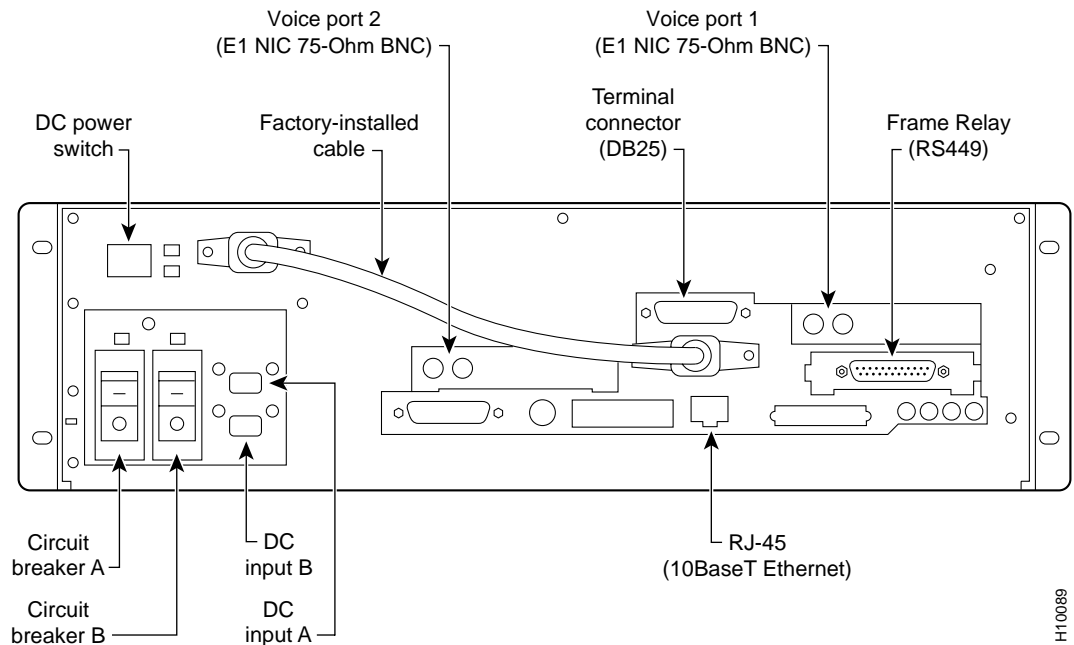 Voice port 2
(E1 NIC 75-Ohm BNC)
Voice port 1
(E1 NIC 75-Ohm BNC)
Terminal
connector
(DB25)
DC power
switch
Factory-installed
cable
Frame Relay
(RS449)
Circuit
breaker A
DC
input B
RJ-45
(10BaseT Ethernet)
Circuit
breaker B
DC
input A
H10089